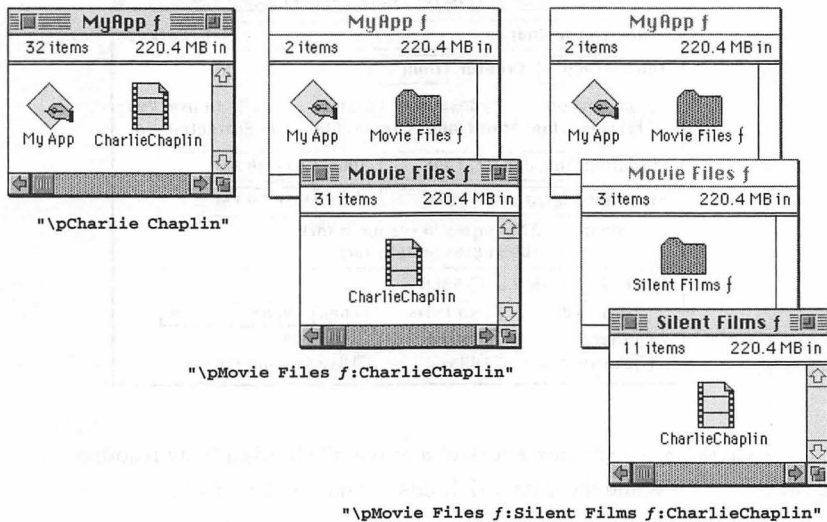 MyApp ƒ
32 items 220.4 MB in
My App CharlieChaplin
"\pCharlie Chaplin"
MyApp ƒ
2 items 220.4 MB in
My App Movie Files ƒ
Movie Files ƒ
31 items 220.4 MB in
CharlieChaplin
"\pMovie Files ƒ:CharlieChaplin"
MyApp ƒ
2 items 220.4 MB in
My App Movie Files ƒ
Movie Files ƒ
3 items 220.4 MB in
Silent Films ƒ
Silent Films ƒ
11 items 220.4 MB in
CharlieChaplin
"\pMovie Files ƒ:Silent Films ƒ:CharlieChaplin"